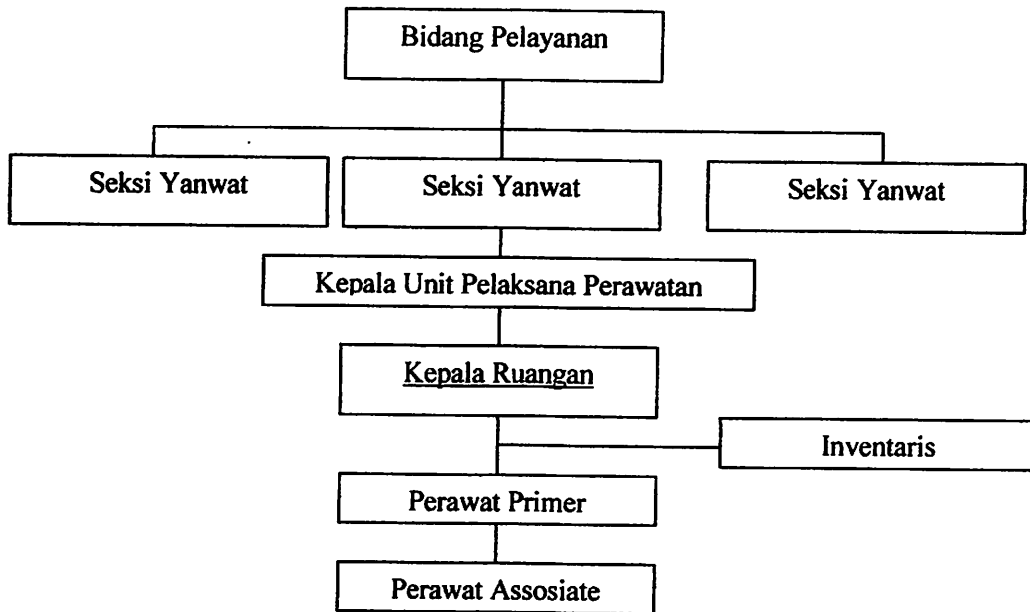 Bidang Pelayanan
Seksi Yanwat
Seksi Yanwat
Seksi Yanwat
Kepala Unit Pelaksana Perawatan
Kepala Ruangan
Inventaris
Perawat Primer
Perawat Assosiate